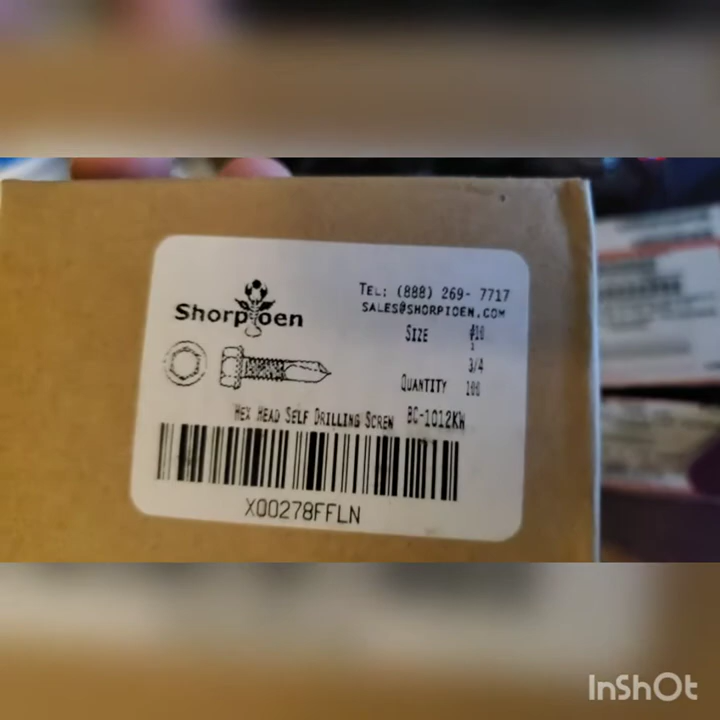 Shorpioen
TEL: (888) 269- 7717
SALES@SHORPIOEN.COM
SIZE #10
3/4
QUANTITY 100
HEX HEAD SELF DRILLING SCREW BC-1012KW
X00278FFLN
InShOt